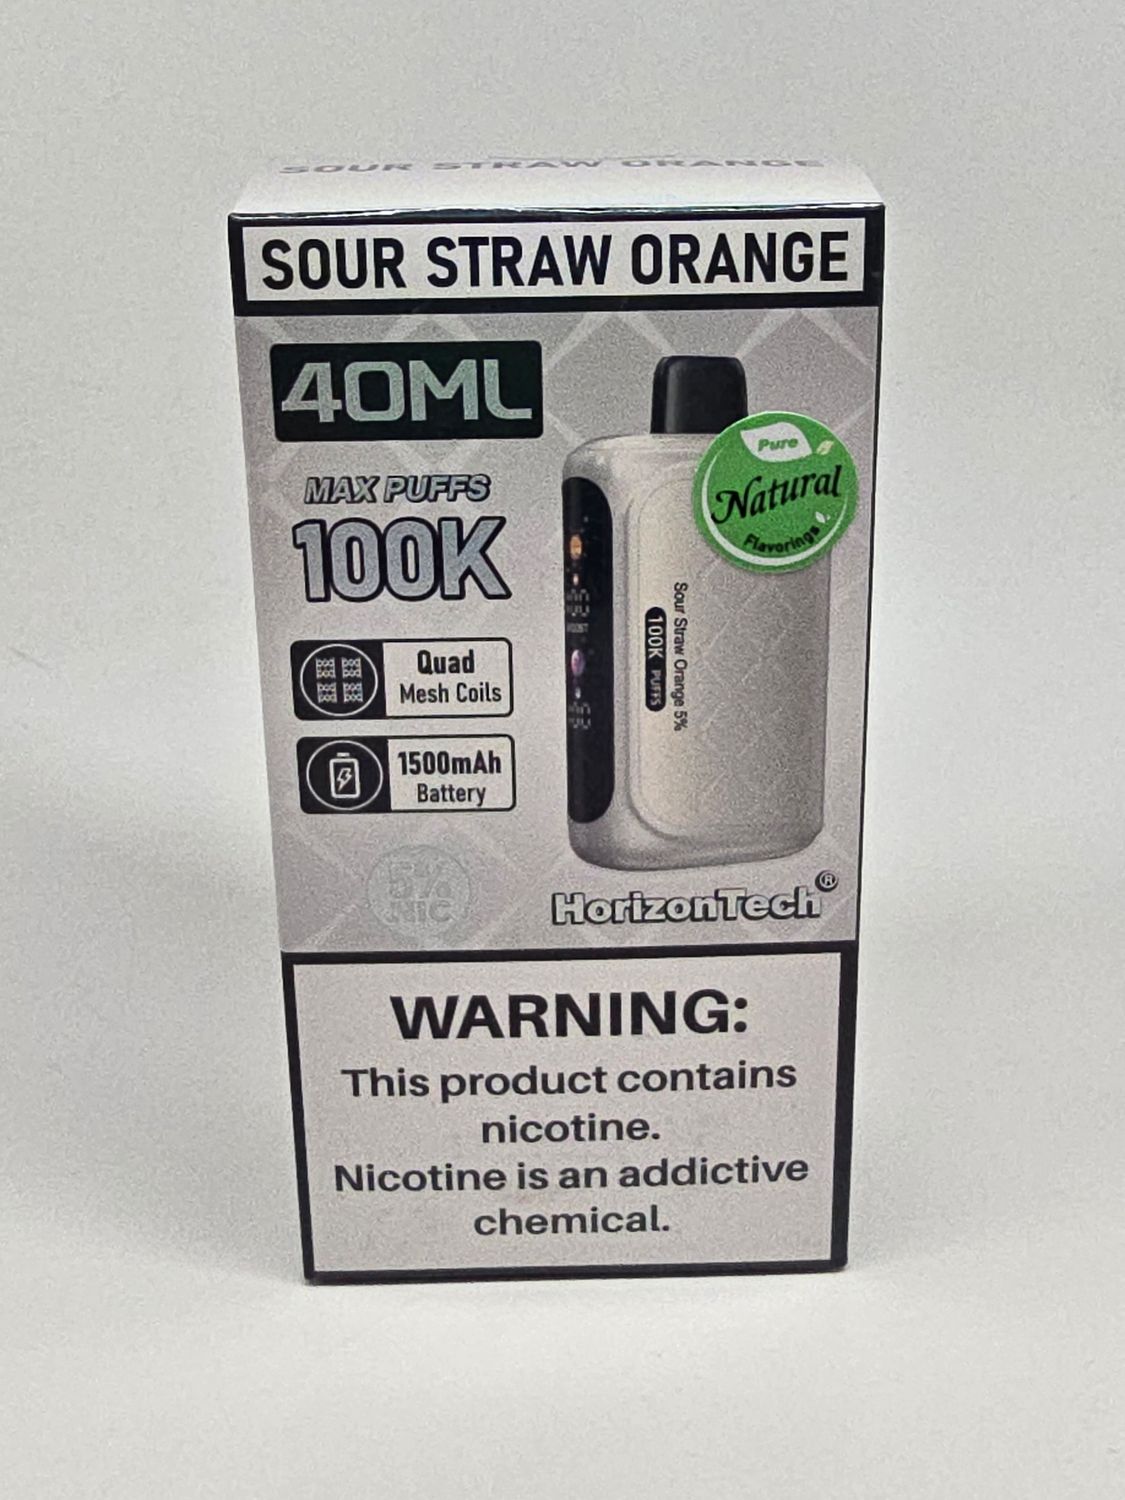 SOUR STRAW ORANGE
SOUR STRAW ORANGE
40ML
MAX PUFFS
100K
Quad
Mesh Coils
1500mAh
Battery
5%
NIC
Pure
Natural
Flavorings
Sour Straw Orange 5%
100K PUFFS
HorizonTech®
WARNING:
This product contains
nicotine.
Nicotine is an addictive
chemical.